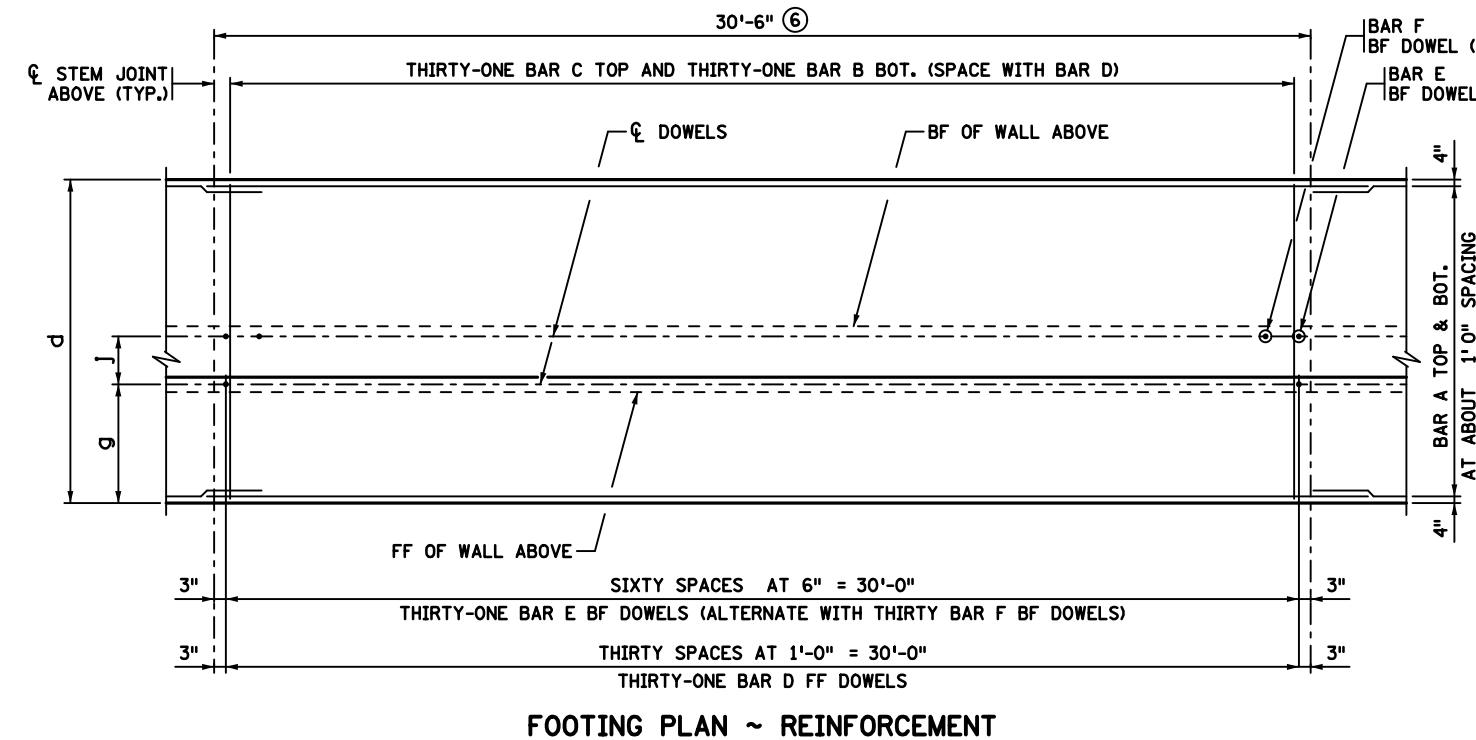 30'-6" ⑥
BAR F
BF DOWEL (
℄ STEM JOINT
ABOVE (TYP.)
THIRTY-ONE BAR C TOP AND THIRTY-ONE BAR B BOT. (SPACE WITH BAR D)
BAR E
BF DOWEL
℄ DOWELS
BF OF WALL ABOVE
4"
d
j
g
BAR A TOP & BOT.
AT ABOUT 1'0" SPACING
4"
FF OF WALL ABOVE
3"
SIXTY SPACES AT 6" = 30'-0"
3"
THIRTY-ONE BAR E BF DOWELS (ALTERNATE WITH THIRTY BAR F BF DOWELS)
3"
THIRTY SPACES AT 1'-0" = 30'-0"
3"
THIRTY-ONE BAR D FF DOWELS
FOOTING PLAN ~ REINFORCEMENT